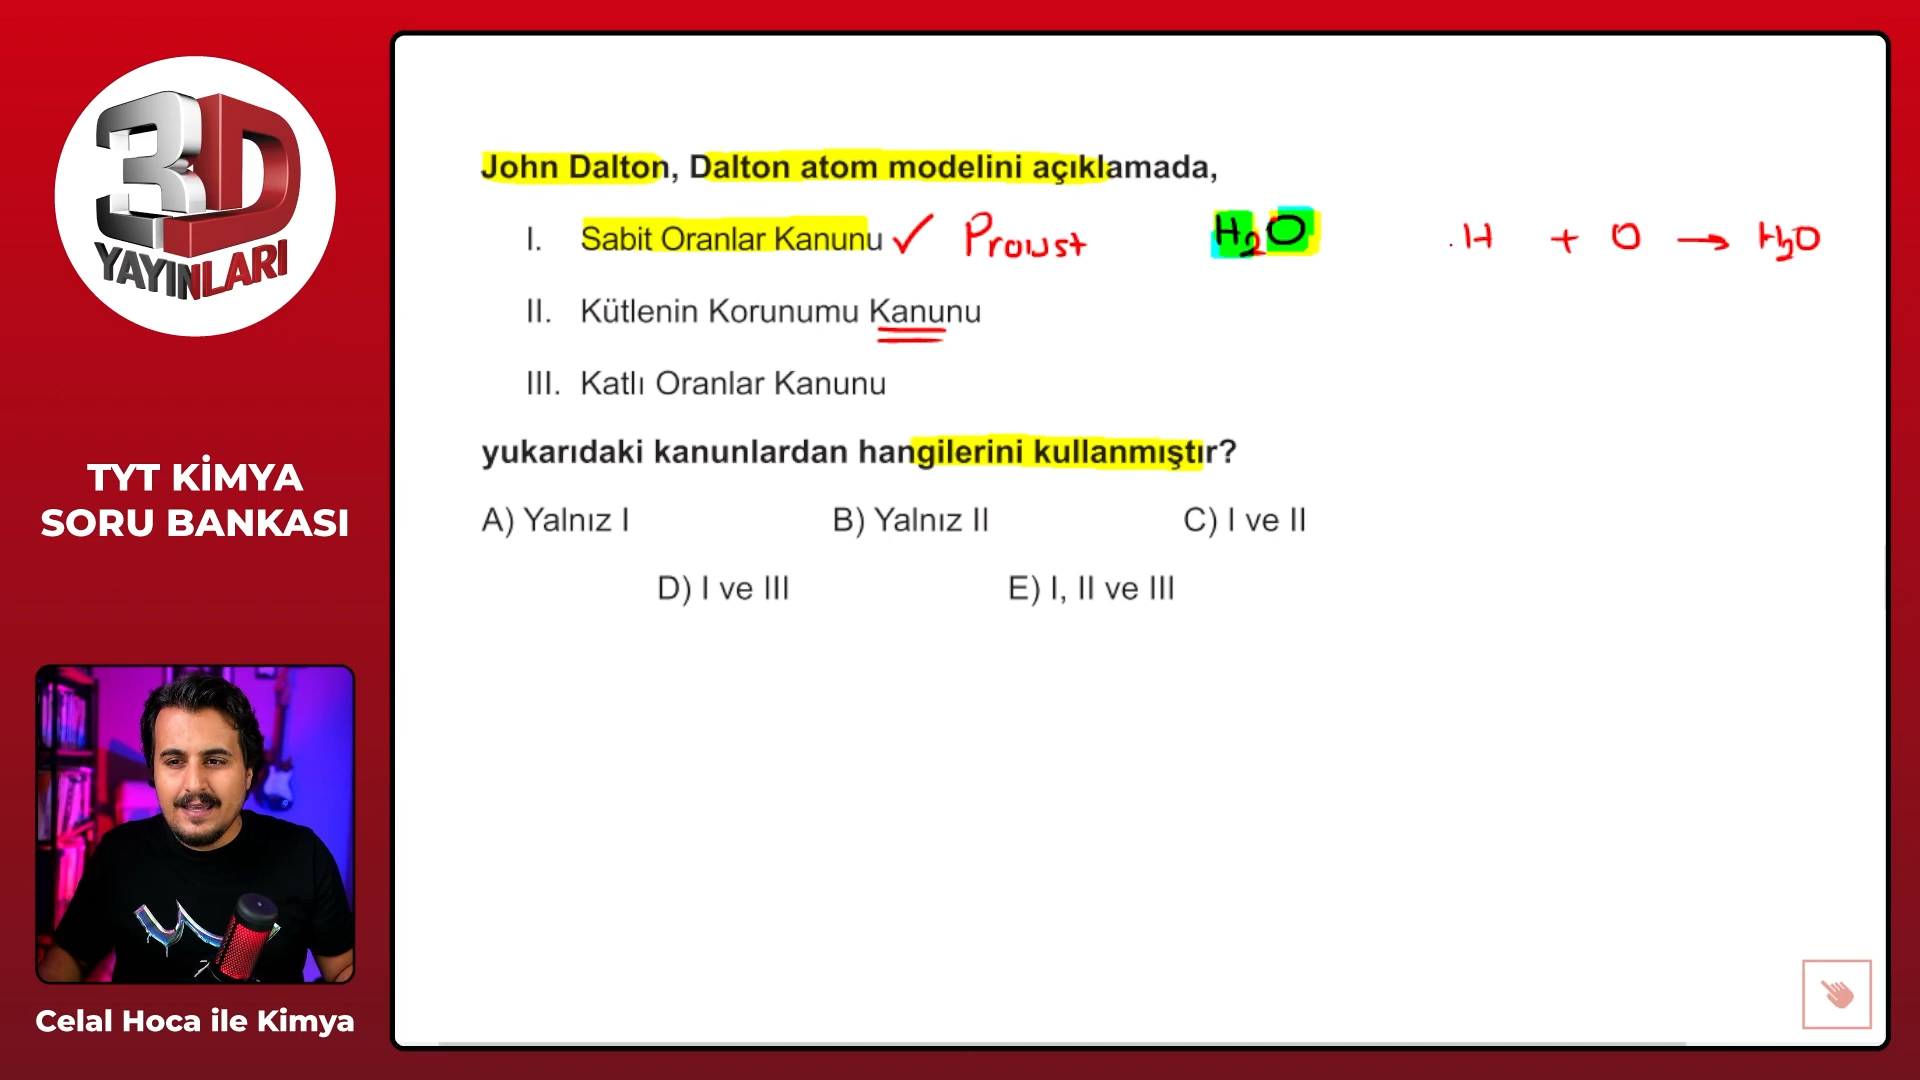 3D
YAYINLARI
TYT KİMYA
SORU BANKASI
Celal Hoca ile Kimya
John Dalton, Dalton atom modelini açıklamada,
I. Sabit Oranlar Kanunu ✓ Proust H2O H + O → H2O
II. Kütlenin Korunumu Kanunu
III. Katlı Oranlar Kanunu
yukarıdaki kanunlardan hangilerini kullanmıştır?
A) Yalnız I B) Yalnız II C) I ve II
D) I ve III E) I, II ve III